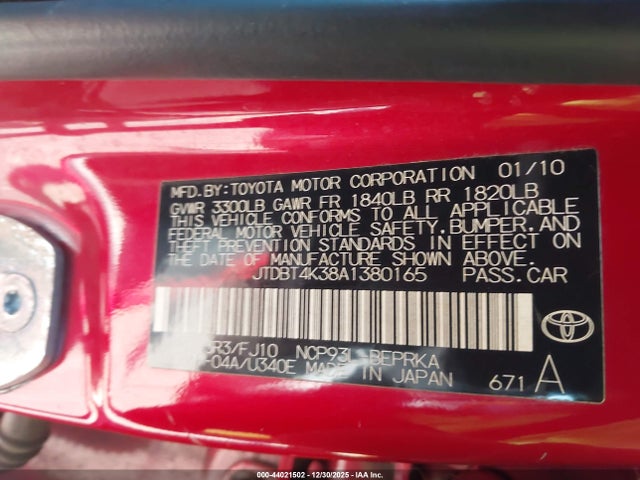 MFD.BY:TOYOTA MOTOR CORPORATION 01/10
GVWR 3300LB GAWR FR 1840LB RR 1820LB
THIS VEHICLE CONFORMS TO ALL APPLICABLE
FEDERAL MOTOR VEHICLE SAFETY, BUMPER, AND
THEFT PREVENTION STANDARDS IN EFFECT ON
THE DATE OF MANUFACTURE SHOWN ABOVE.
JTDBT4K38A1380165 PASS.CAR
R3/FJ10 NCP93L BEPRKA
04A/U340E MADE IN JAPAN
671 A
000-44021502 - 12/30/2025 - IAA Inc.